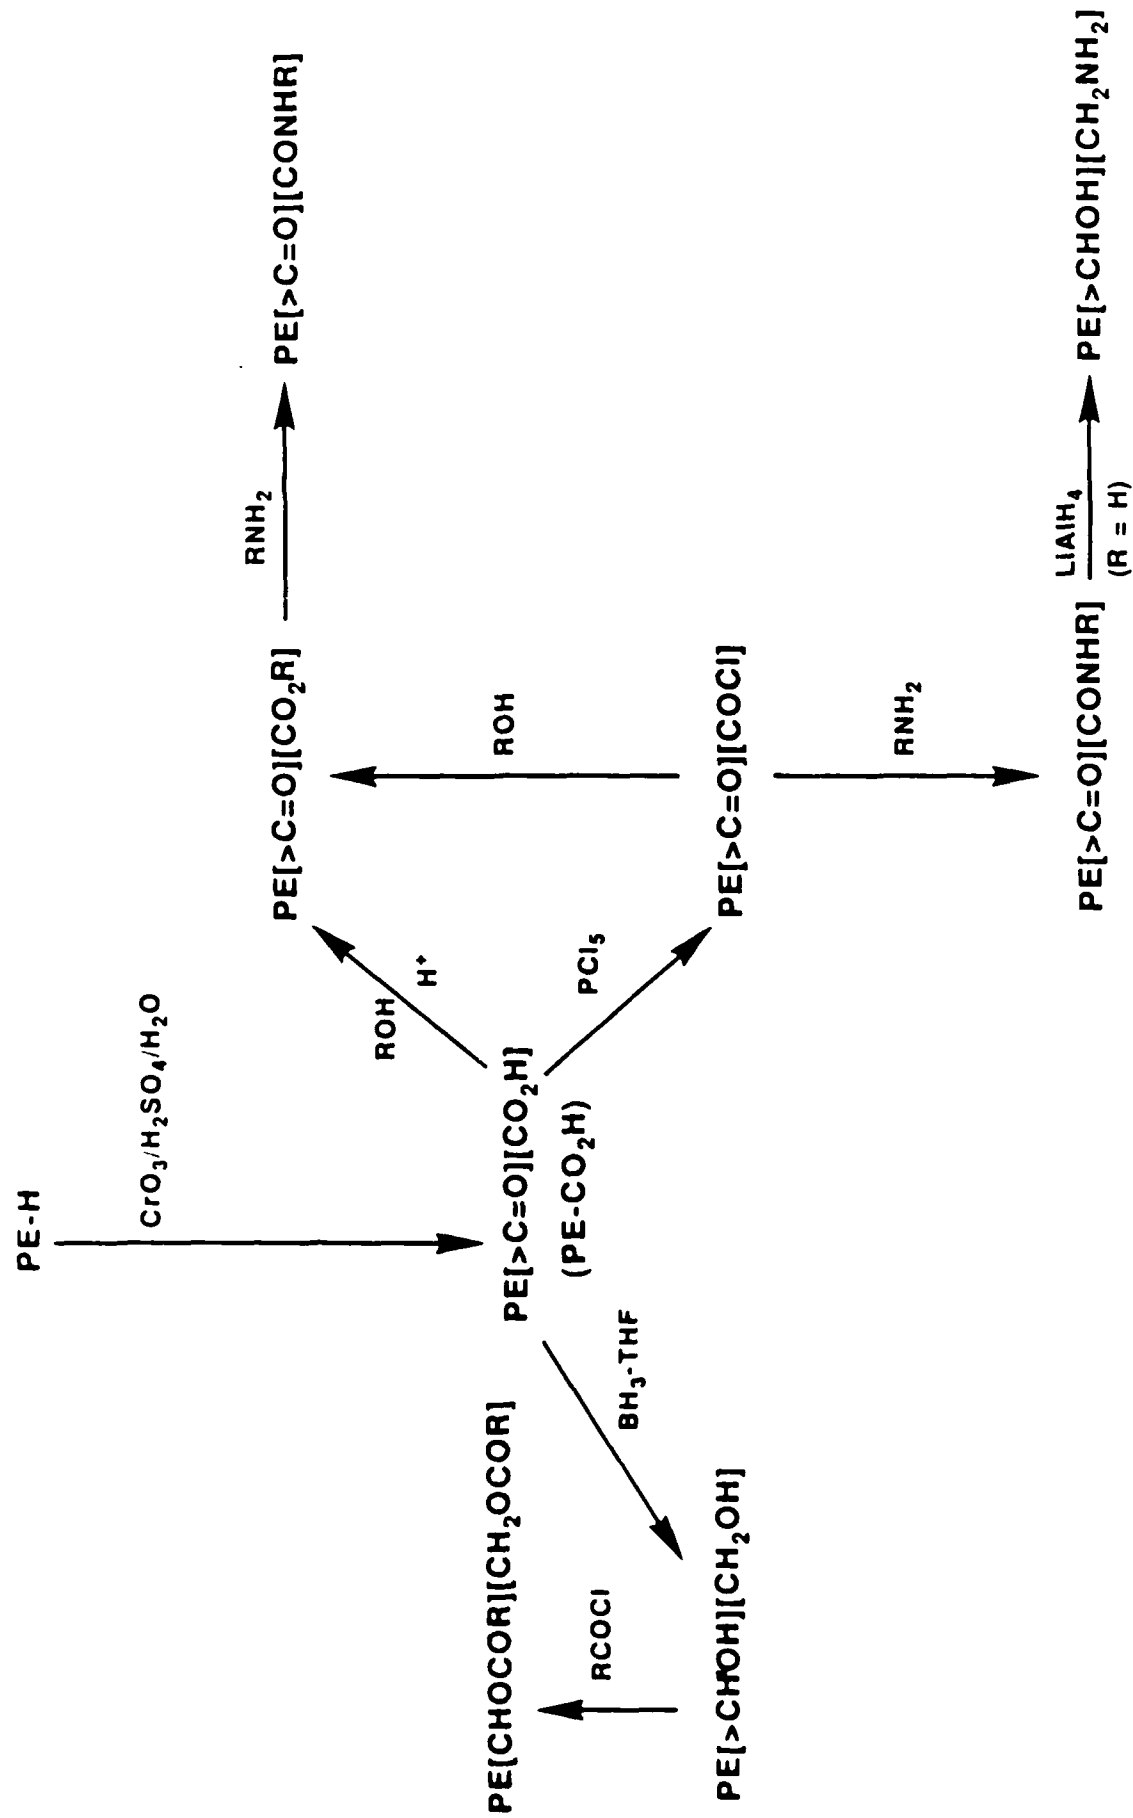 PE-H
CrO₃/H₂SO₄/H₂O
PE[>C=O][CO₂H]
(PE-CO₂H)
ROH
H⁺
PE[>C=O][CO₂R]
RNH₂
PE[>C=O][CONHR]
PCl₅
PE[>C=O][COCl]
ROH
RNH₂
PE[>C=O][CONHR]
LiAlH₄
(R = H)
PE[>CHOH][CH₂NH₂]
BH₃-THF
PE[>CHOH][CH₂OH]
RCOCl
PE[CHOCOR][CH₂OCOR]